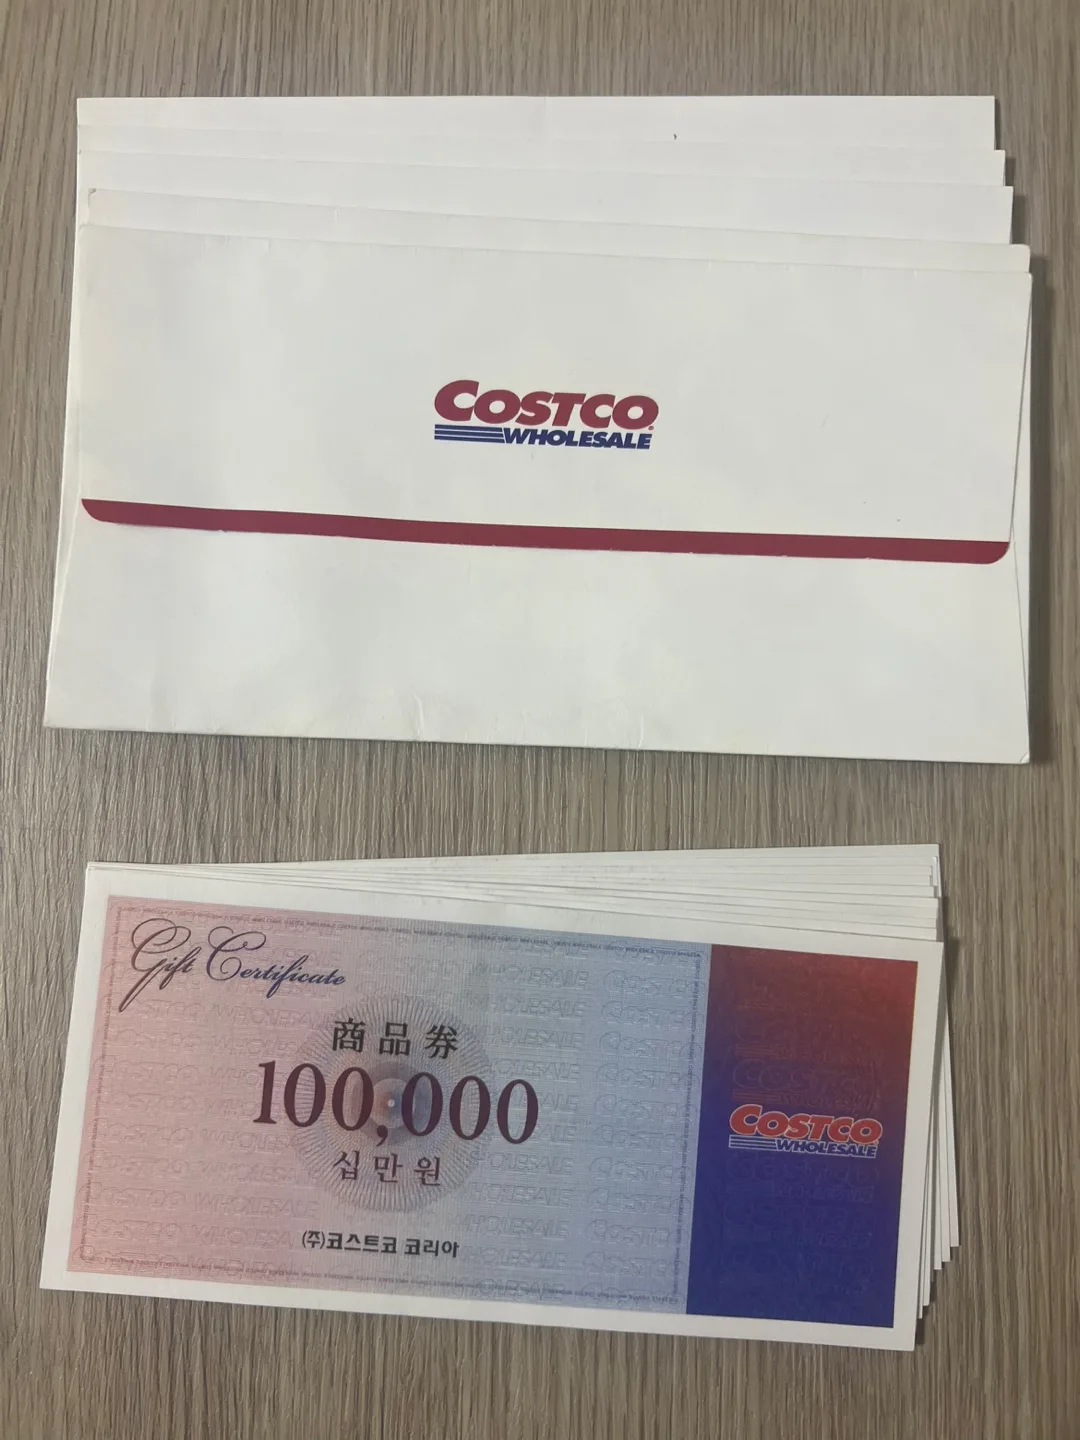 COSTCO
WHOLESALE
Gift Certificate
商品券
100,000
십만원
(주)코스트코 코리아
COSTCO
WHOLESALE